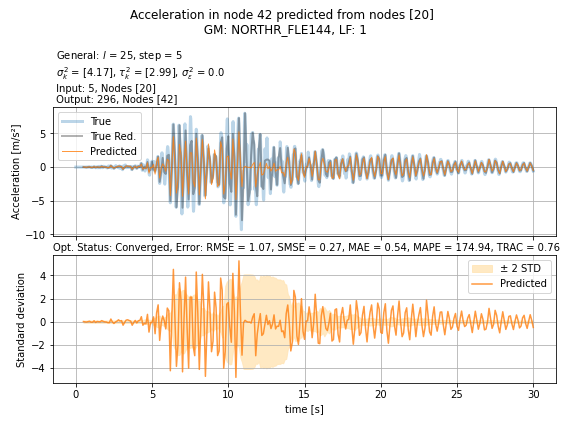 Acceleration in node 42 predicted from nodes [20]
GM: NORTHR_FLE144, LF: 1
General: l = 25, step = 5
σ²ₖ = [4.17], τ²ₖ = [2.99], σ²ε = 0.0
Input: 5, Nodes [20]
Output: 296, Nodes [42]
True
True Red.
Predicted
Acceleration [m/s²]
5
0
−5
−10
Opt. Status: Converged, Error: RMSE = 1.07, SMSE = 0.27, MAE = 0.54, MAPE = 174.94, TRAC = 0.76
± 2 STD
Predicted
Standard deviation
4
2
0
−2
−4
0 5 10 15 20 25 30
time [s]